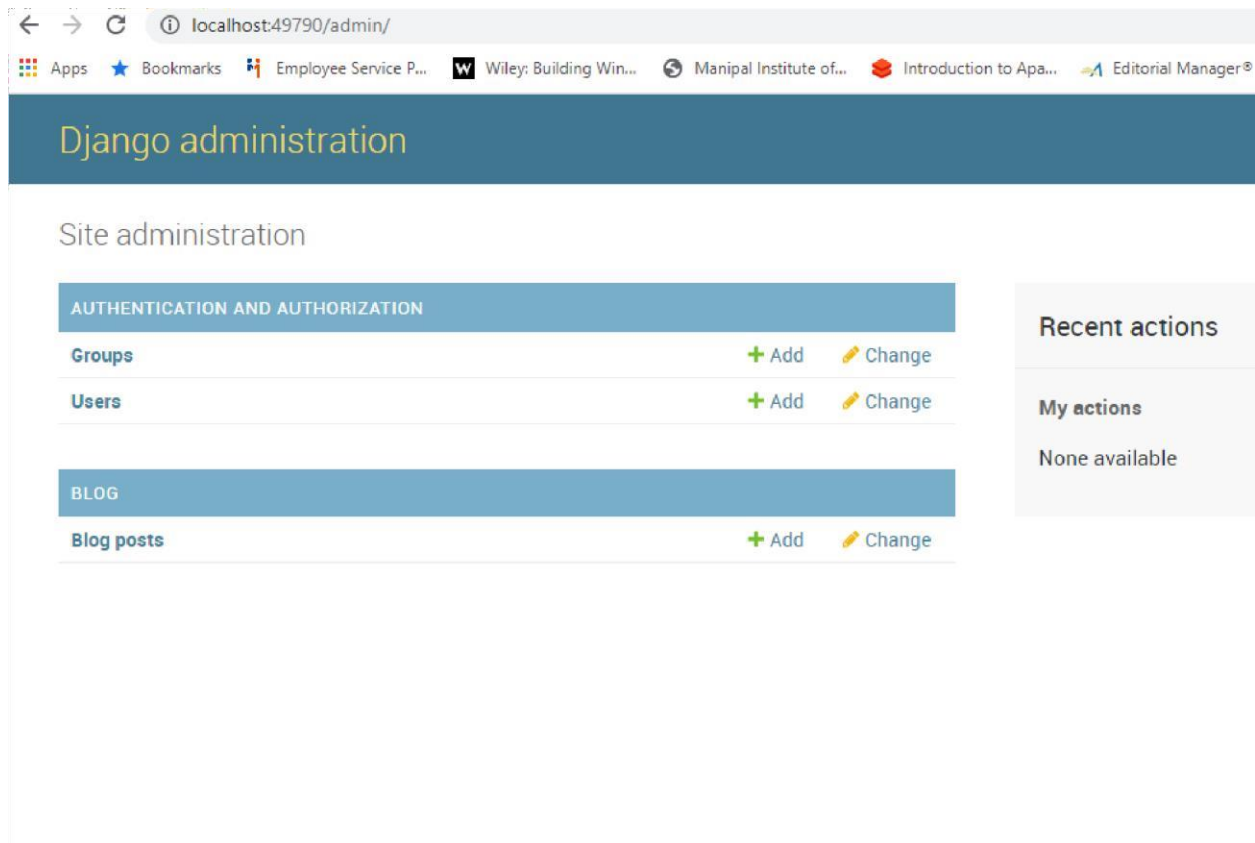 localhost:49790/admin/
Apps Bookmarks Employee Service P... Wiley: Building Win... Manipal Institute of... Introduction to Apa... Editorial Manager®
Django administration
Site administration
AUTHENTICATION AND AUTHORIZATION
Groups Add Change
Users Add Change
BLOG
Blog posts Add Change
Recent actions
My actions
None available